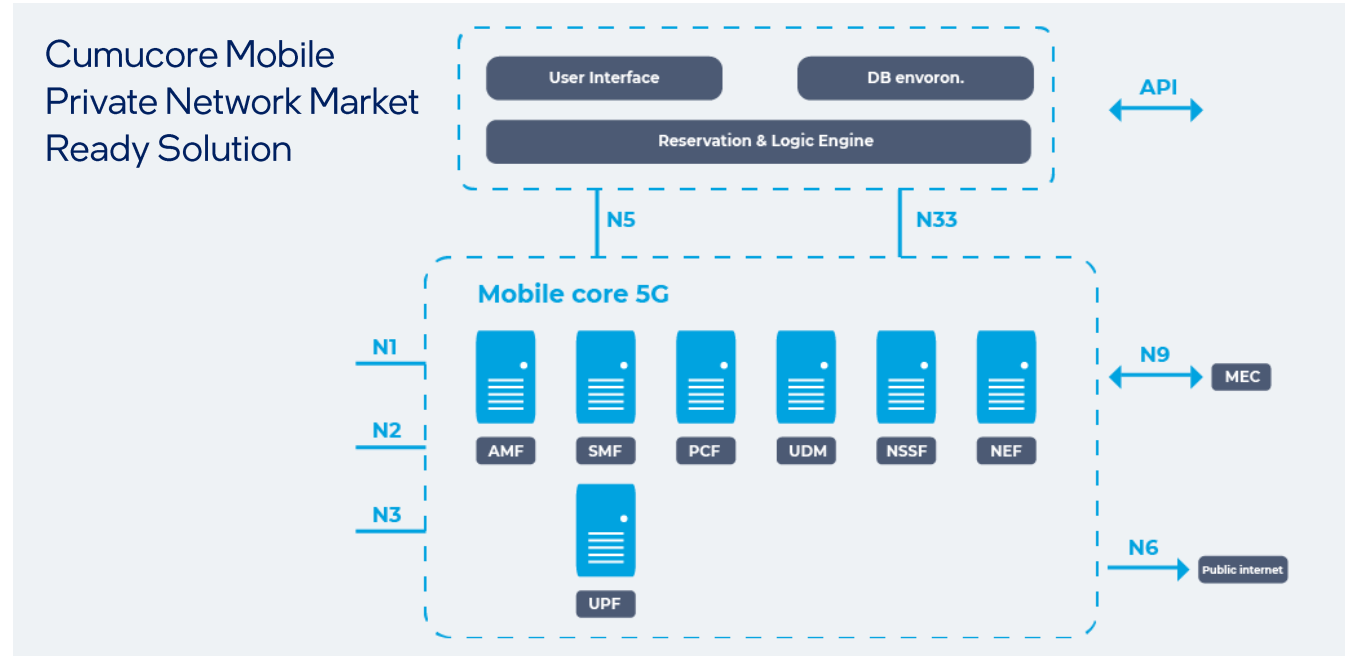 Cumucore Mobile
Private Network Market
Ready Solution
User Interface
DB envoron.
Reservation & Logic Engine
API
N5
N33
Mobile core 5G
N1
N2
N3
AMF
SMF
PCF
UDM
NSSF
NEF
UPF
N9
MEC
N6
Public internet